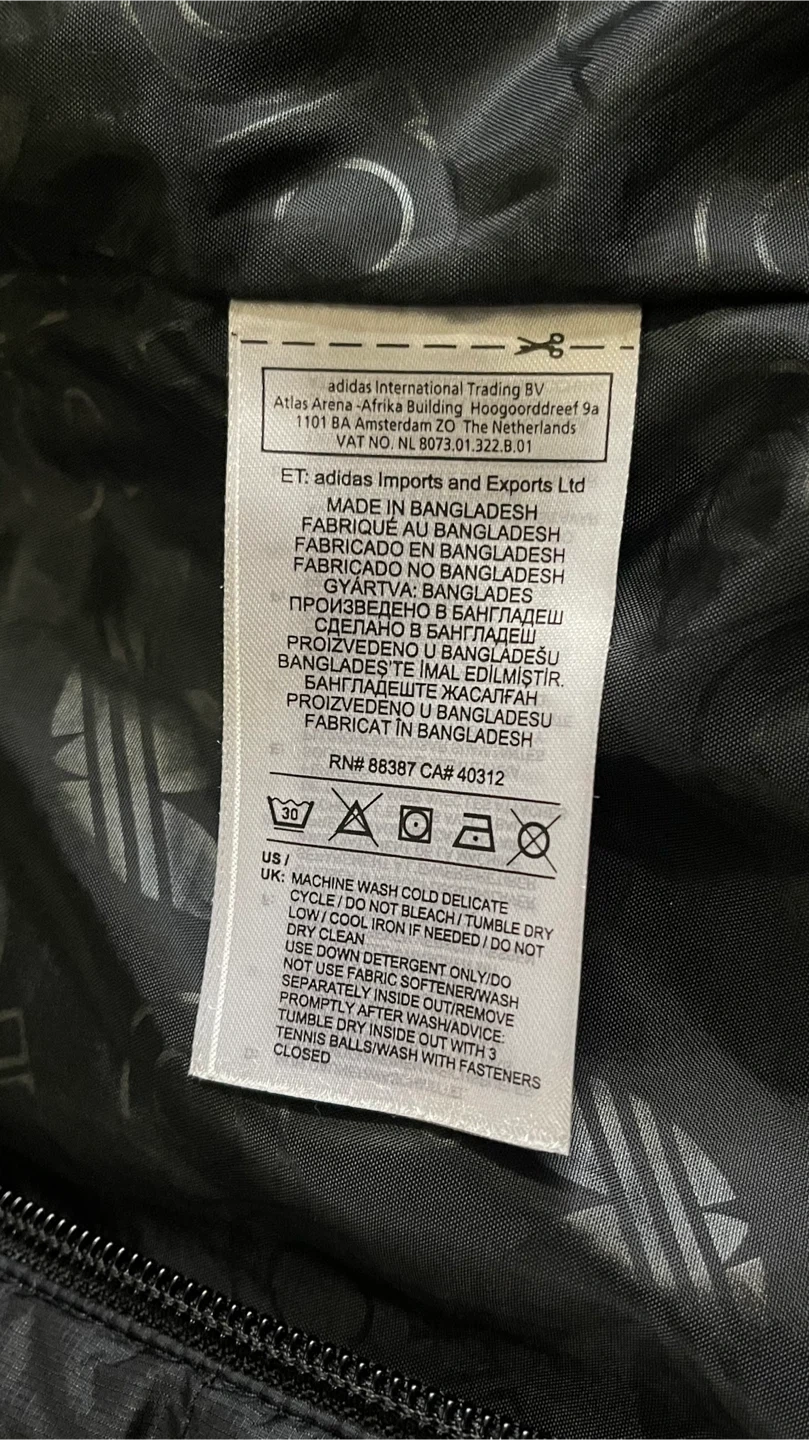 adidas International Trading BV
Atlas Arena -Afrika Building Hoogoorddreef 9a
1101 BA Amsterdam ZO The Netherlands
VAT NO. NL 8073.01.322.B.01
ET: adidas Imports and Exports Ltd
MADE IN BANGLADESH
FABRIQUÉ AU BANGLADESH
FABRICADO EN BANGLADESH
FABRICADO NO BANGLADESH
GYÁRTVA: BANGLADES
ПРОИЗВЕДЕНО В БАНГЛАДЕШ
СДЕЛАНО В БАНГЛАДЕШ
PROIZVEDENO U BANGLADEŠU
BANGLADEŞ'TE İMAL EDİLMİŞTİR.
БАНГЛАДЕШТЕ ЖАСАЛҒАН
PROIZVEDENO U BANGLADESU
FABRICAT ÎN BANGLADESH
RN# 88387 CA# 40312
30
US /
UK: MACHINE WASH COLD DELICATE
CYCLE / DO NOT BLEACH / TUMBLE DRY
LOW / COOL IRON IF NEEDED / DO NOT
DRY CLEAN
USE DOWN DETERGENT ONLY/DO
NOT USE FABRIC SOFTENER/WASH
SEPARATELY INSIDE OUT/REMOVE
PROMPTLY AFTER WASH/ADVICE:
TUMBLE DRY INSIDE OUT WITH 3
TENNIS BALLS/WASH WITH FASTENERS
CLOSED